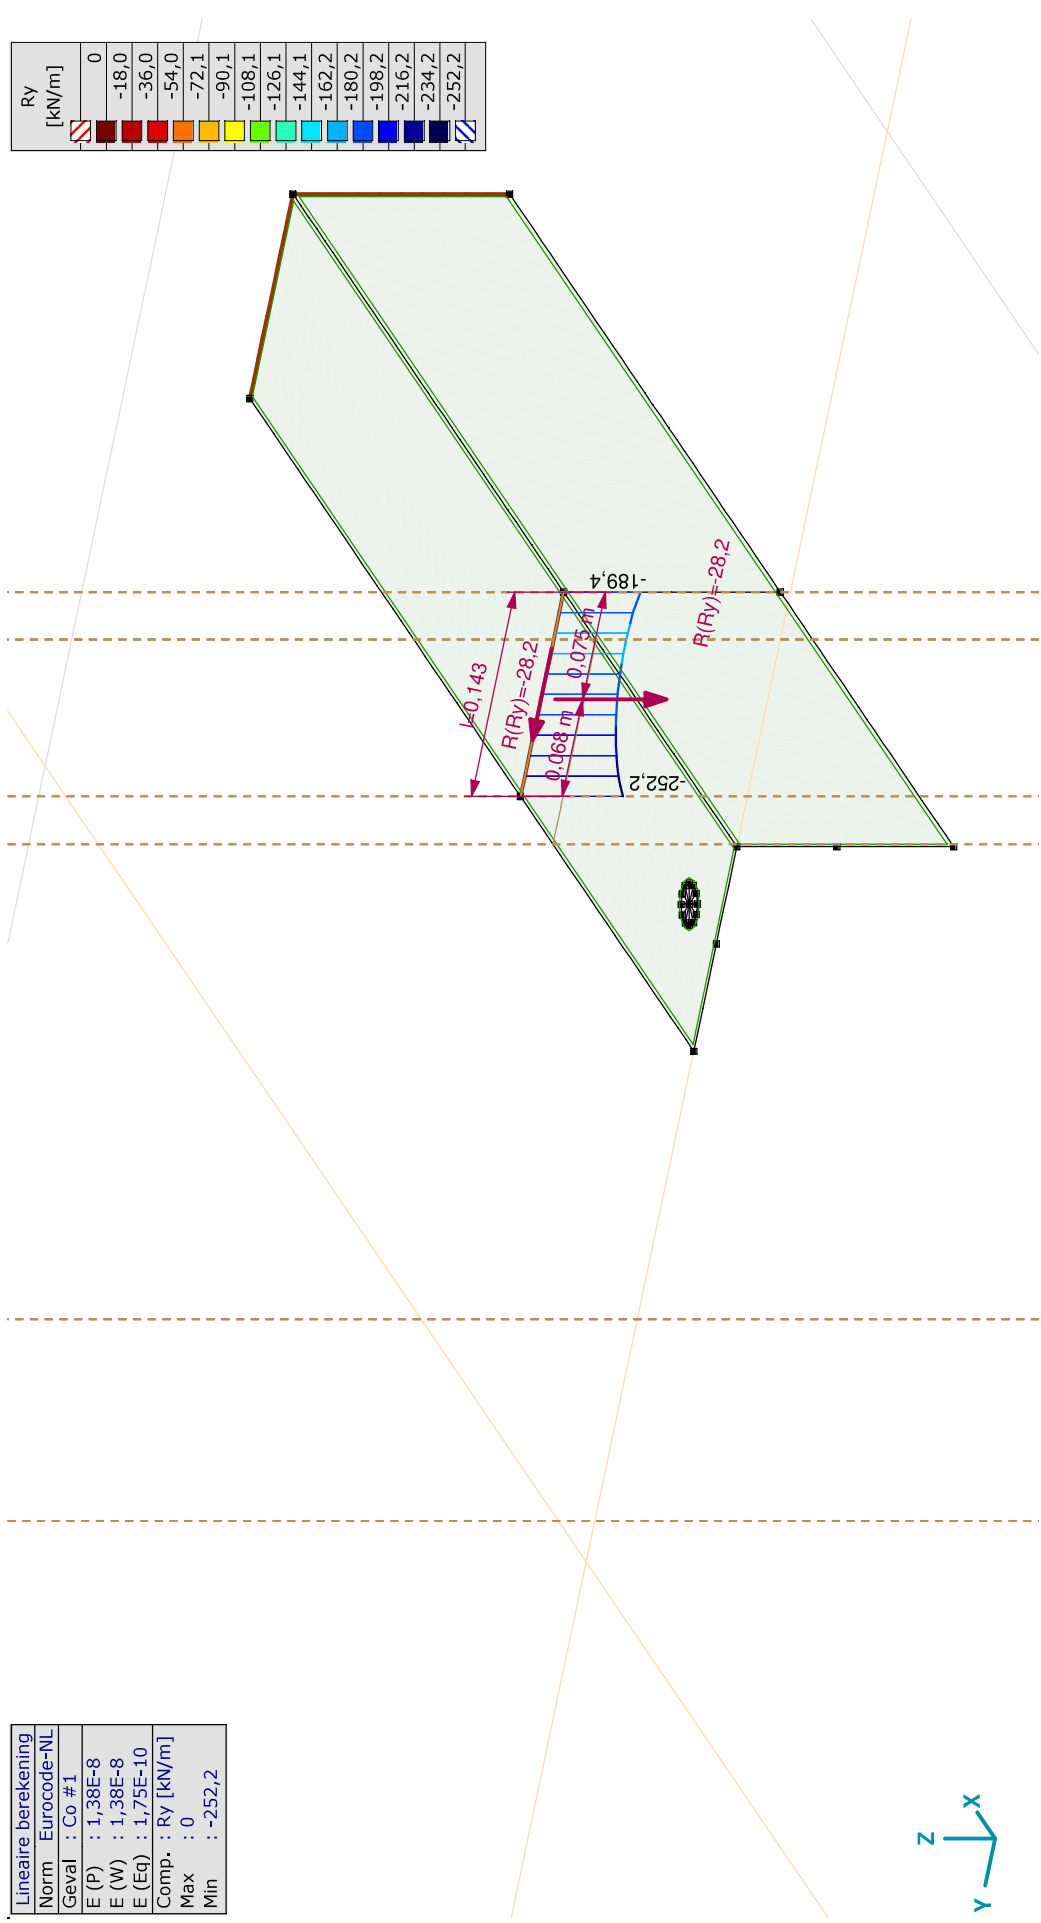 Ry
[kN/m]
0
-18,0
-36,0
-54,0
-72,1
-90,1
-108,1
-126,1
-144,1
-162,2
-180,2
-198,2
-216,2
-234,2
-252,2
-189,4
R(Ry)=-28,2
l=0,143
0,075 m
R(Ry)=-28,2
0,068 m
-252,2
Lineaire berekening
Norm Eurocode-NL
Geval : Co #1
E (P) : 1,38E-8
E (W) : 1,38E-8
E (Eq) : 1,75E-10
Comp. : Ry [kN/m]
Max : 0
Min : -252,2
Z
X
Y